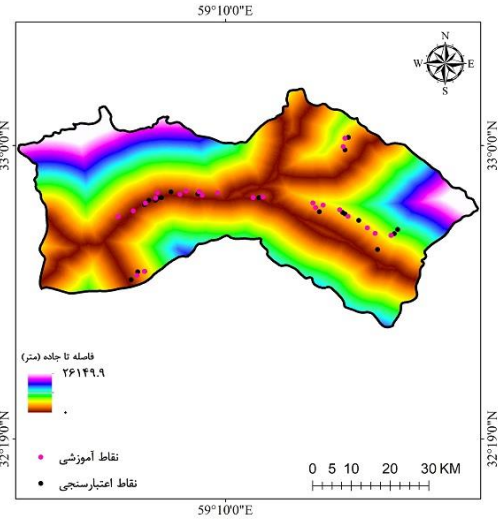 59°10'0"E
N
W E
S
33°0'0"N
33°0'0"N
فاصله تا جاده (متر)
۲۶۱۴۹.۹
۰
نقاط آموزشی
نقاط اعتبارسنجی
0 5 10 20 30 KM
32°19'0"N
32°19'0"N
59°10'0"E